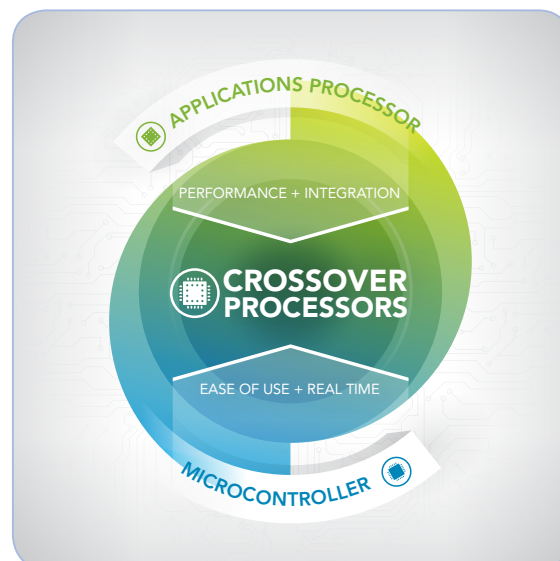 APPLICATIONS PROCESSOR
PERFORMANCE + INTEGRATION
CROSSOVER
PROCESSORS
EASE OF USE + REAL TIME
MICROCONTROLLER